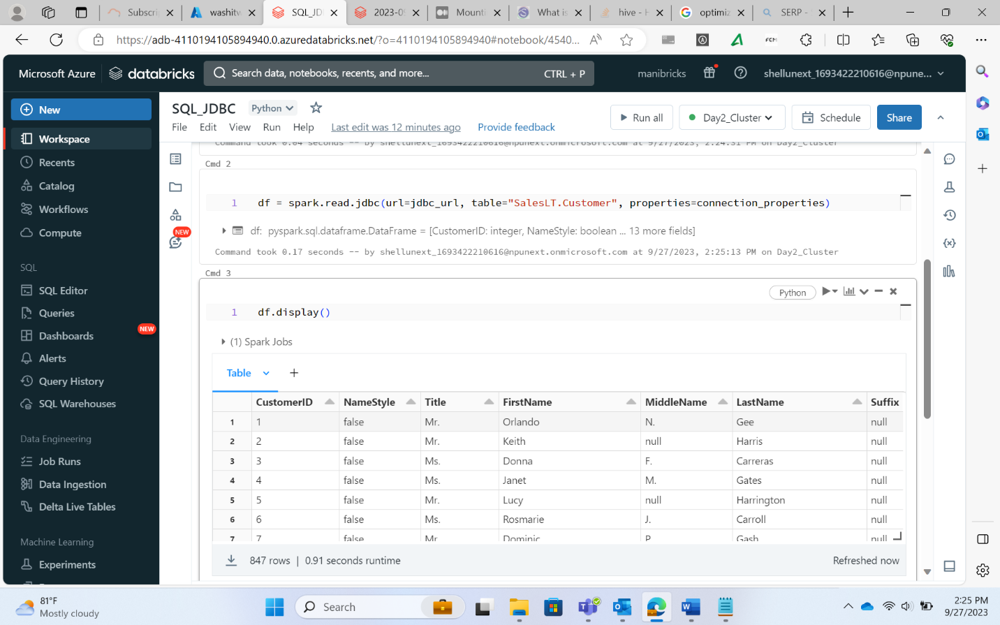 Subscri
washitw
SQL_JD
2023-0
Mounti
What is
hive - H
optimiz
SERP -
https://adb-4110194105894940.0.azuredatabricks.net/?o=4110194105894940#notebook/4540...
Microsoft Azure
databricks
Search data, notebooks, recents, and more...
CTRL + P
manibricks
shellunext_1693422210616@npune...
New
Workspace
Recents
Catalog
Workflows
Compute
SQL
SQL Editor
Queries
Dashboards
NEW
Alerts
Query History
SQL Warehouses
Data Engineering
Job Runs
Data Ingestion
Delta Live Tables
Machine Learning
Experiments
SQL_JDBC
Python
File Edit View Run Help Last edit was 12 minutes ago Provide feedback
Run all
Day2_Cluster
Schedule
Share
NEW
Command took 0.04 seconds -- by shellunext_1693422210616@npunext.onmicrosoft.com at 9/27/2023, 2:24:31 PM on Day2_Cluster
Cmd 2
1 df = spark.read.jdbc(url=jdbc_url, table="SalesLT.Customer", properties=connection_properties)
df: pyspark.sql.dataframe.DataFrame = [CustomerID: integer, NameStyle: boolean ... 13 more fields]
Command took 0.17 seconds -- by shellunext_1693422210616@npunext.onmicrosoft.com at 9/27/2023, 2:25:13 PM on Day2_Cluster
Cmd 3
Python
1 df.display()
(1) Spark Jobs
Table
CustomerID NameStyle Title FirstName MiddleName LastName Suffix
1 1 false Mr. Orlando N. Gee null
2 2 false Mr. Keith null Harris null
3 3 false Ms. Donna F. Carreras null
4 4 false Ms. Janet M. Gates null
5 5 false Mr. Lucy null Harrington null
6 6 false Ms. Rosmarie J. Carroll null
7 7 false Mr. Dominic P. Gash null
847 rows | 0.91 seconds runtime
Refreshed now
81°F
Mostly cloudy
Search
2:25 PM
9/27/2023